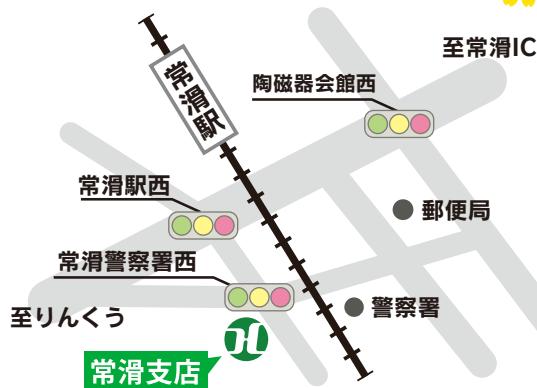 至常滑IC
常滑駅
陶磁器会館西
常滑駅西
郵便局
常滑警察署西
至りんくう
警察署
常滑支店